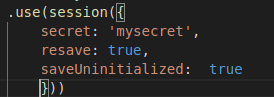 .use(session({
secret: 'mysecret',
resave: true,
saveUninitialized:  true
}))